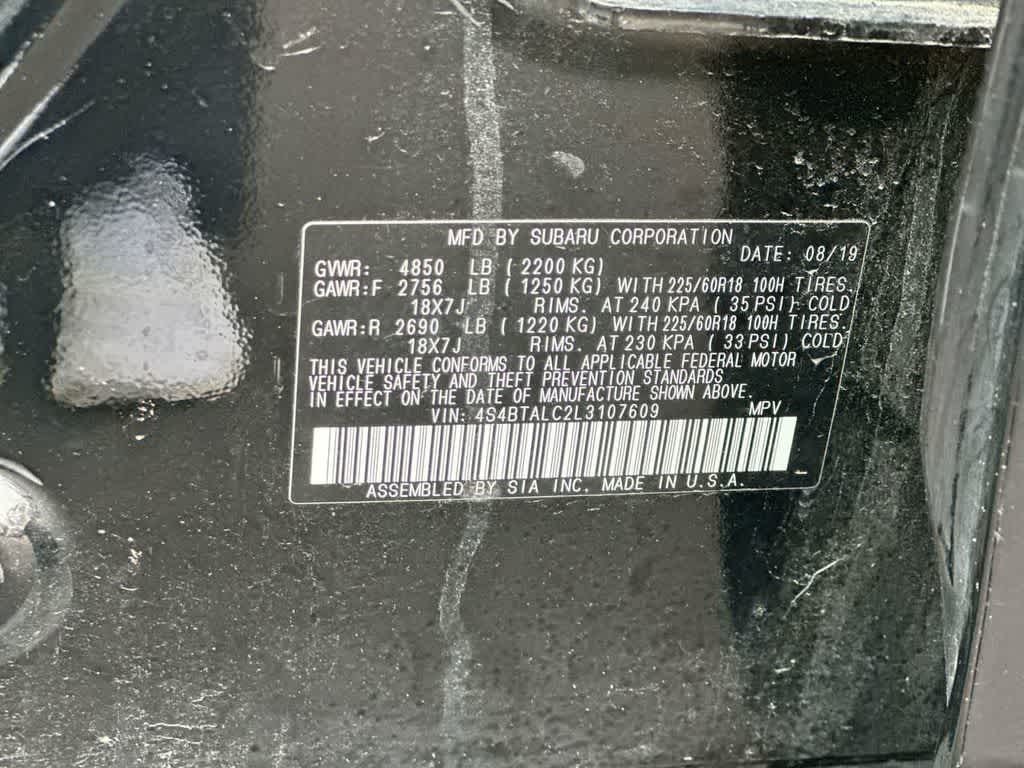 MFD BY SUBARU CORPORATION
DATE: 08/19
GVWR: 4850 LB (2200 KG)
GAWR:F 2756 LB (1250 KG) WITH 225/60R18 100H TIRES.
18X7J RIMS. AT 240 KPA (35 PSI) COLD
GAWR:R 2690 LB (1220 KG) WITH 225/60R18 100H TIRES.
18X7J RIMS. AT 230 KPA (33 PSI) COLD
THIS VEHICLE CONFORMS TO ALL APPLICABLE FEDERAL MOTOR
VEHICLE SAFETY AND THEFT PREVENTION STANDARDS
IN EFFECT ON THE DATE OF MANUFACTURE SHOWN ABOVE.
VIN: 4S4BTALC2L3107609 MPV
ASSEMBLED BY SIA INC. MADE IN U.S.A.